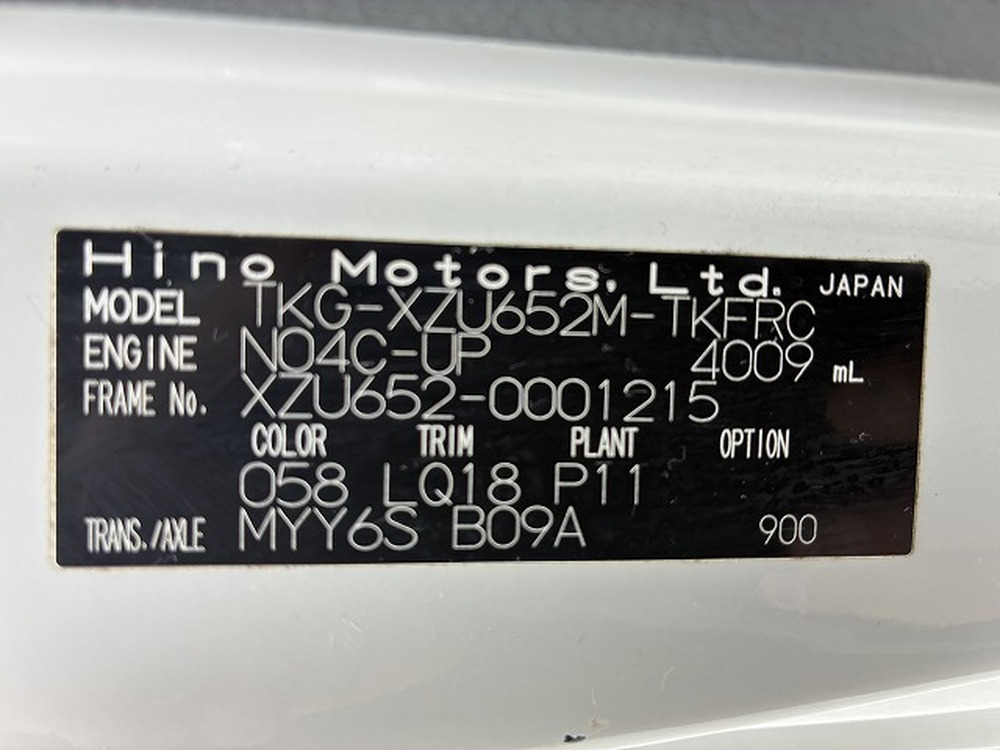 Hino Motors, Ltd. JAPAN
MODEL TKG-XZU652M-TKFRC
ENGINE N04C-UP 4009 mL
FRAME No. XZU652-0001215
COLOR TRIM PLANT OPTION
058 LQ18 P11
TRANS./AXLE MYY6S B09A 900